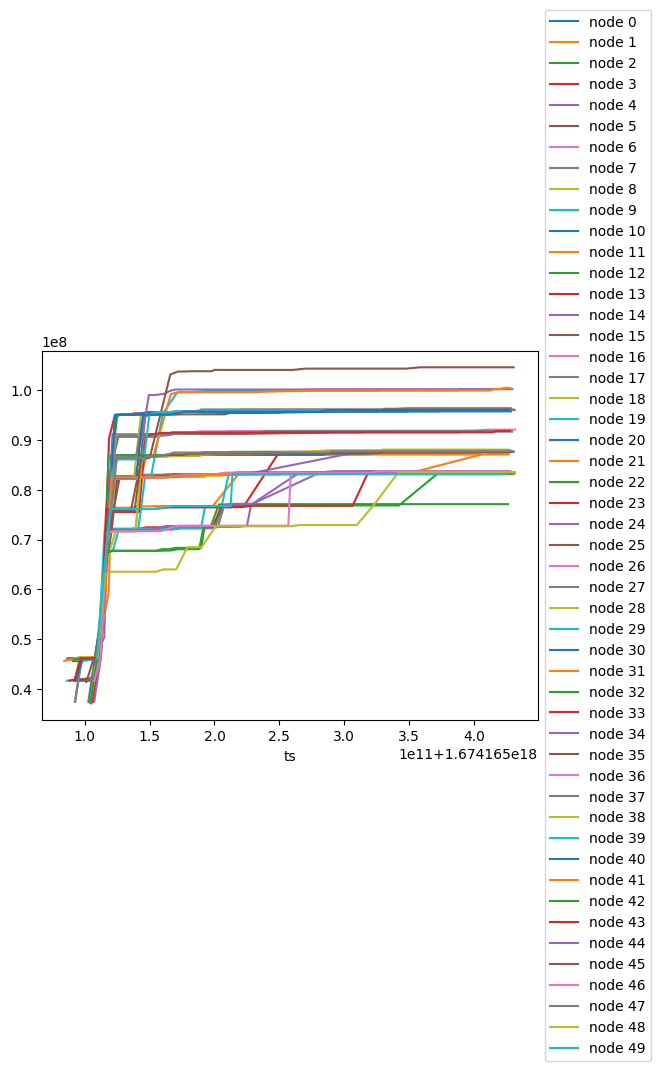 node 0
node 1
node 2
node 3
node 4
node 5
node 6
node 7
node 8
node 9
node 10
node 11
node 12
node 13
node 14
node 15
node 16
node 17
node 18
node 19
node 20
node 21
node 22
node 23
node 24
node 25
node 26
node 27
node 28
node 29
node 30
node 31
node 32
node 33
node 34
node 35
node 36
node 37
node 38
node 39
node 40
node 41
node 42
node 43
node 44
node 45
node 46
node 47
node 48
node 49
1e8
1.0
0.9
0.8
0.7
0.6
0.5
0.4
1.0 1.5 2.0 2.5 3.0 3.5 4.0
1e11+1.674165e18
ts